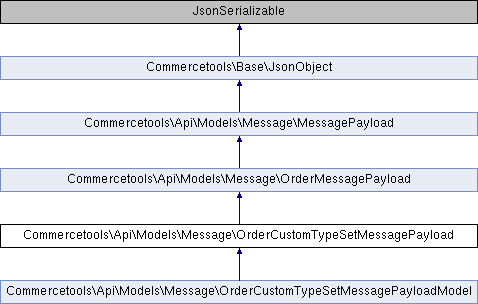 JsonSerializable
Commercetools\Base\JsonObject
Commercetools\Api\Models\Message\MessagePayload
Commercetools\Api\Models\Message\OrderMessagePayload
Commercetools\Api\Models\Message\OrderCustomTypeSetMessagePayload
Commercetools\Api\Models\Message\OrderCustomTypeSetMessagePayloadModel